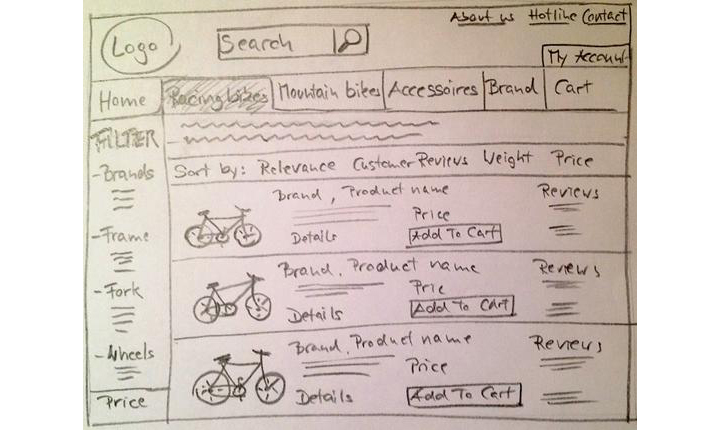 About us Hotline Contact
Logo
Search
My Account
Home Racing bikes Mountain bikes Accessoires Brand Cart
FILTER
Sort by: Relevance Customer Reviews Weight Price
-Brands
-Frame
-Fork
-Wheels
Price
Brand, Product name Reviews
Price
Details Add To Cart
Brand, Product name Reviews
Price
Details Add To Cart
Brand, Product name Reviews
Price
Details Add To Cart